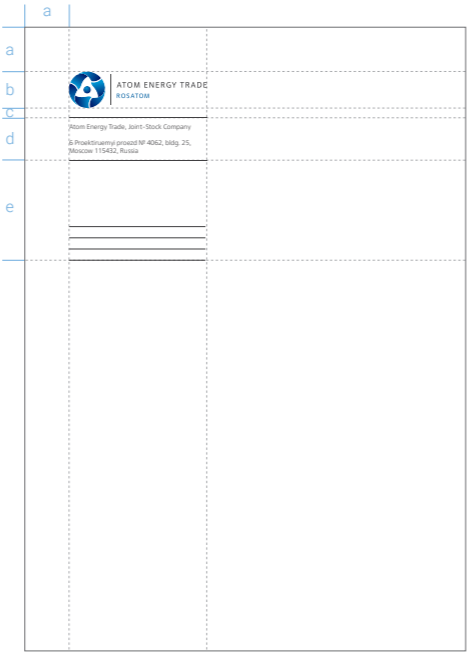 a
a
b
ATOM ENERGY TRADE
ROSATOM
c
d
Atom Energy Trade, Joint-Stock Company
6 Proektiruemyi proezd № 4062, bldg. 25,
Moscow 115432, Russia
e